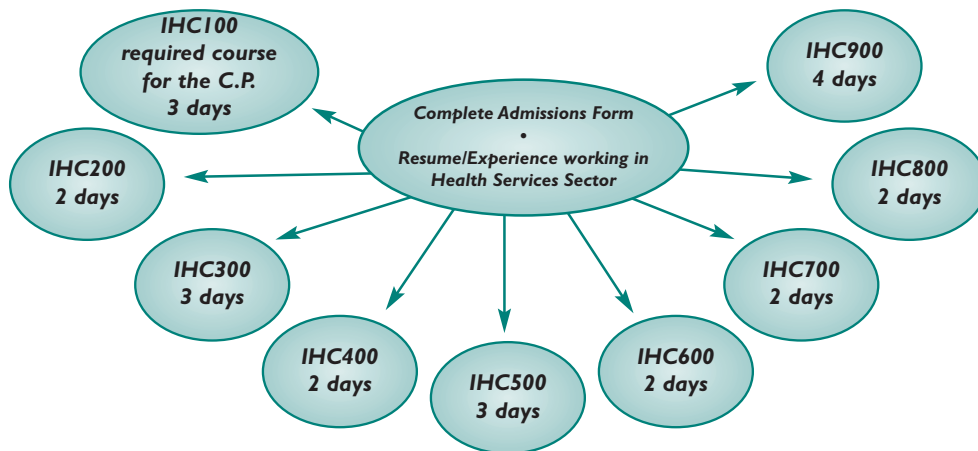 IHC100
required course
for the C.P.
3 days
Complete Admissions Form
•
Resume/Experience working in
Health Services Sector
IHC900
4 days
IHC200
2 days
IHC800
2 days
IHC300
3 days
IHC700
2 days
IHC400
2 days
IHC500
3 days
IHC600
2 days